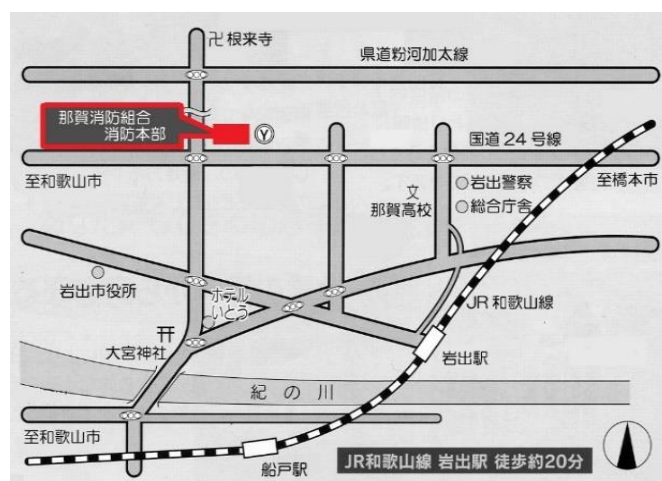 卍根来寺
県道粉河加太線
那賀消防組合
消防本部
Y
国道24号線
至和歌山市
至橋本市
文
那賀高校
岩出警察
総合庁舎
岩出市役所
ホテル
いとう
JR和歌山線
大宮神社
岩出駅
紀の川
至和歌山市
船戸駅
JR和歌山線 岩出駅 徒歩約20分